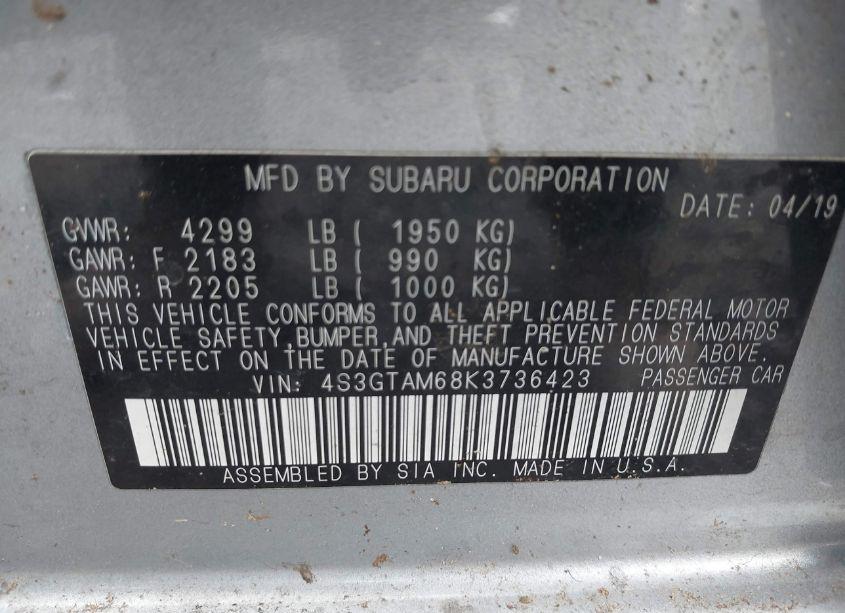 MFD BY SUBARU CORPORATION
DATE: 04/19
GVWR: 4299 LB ( 1950 KG)
GAWR: F 2183 LB ( 990 KG)
GAWR: R 2205 LB ( 1000 KG)
THIS VEHICLE CONFORMS TO ALL APPLICABLE FEDERAL MOTOR
VEHICLE SAFETY, BUMPER, AND THEFT PREVENTION STANDARDS
IN EFFECT ON THE DATE OF MANUFACTURE SHOWN ABOVE.
VIN: 4S3GTAM68K3736423 PASSENGER CAR
ASSEMBLED BY SIA INC. MADE IN U.S.A.